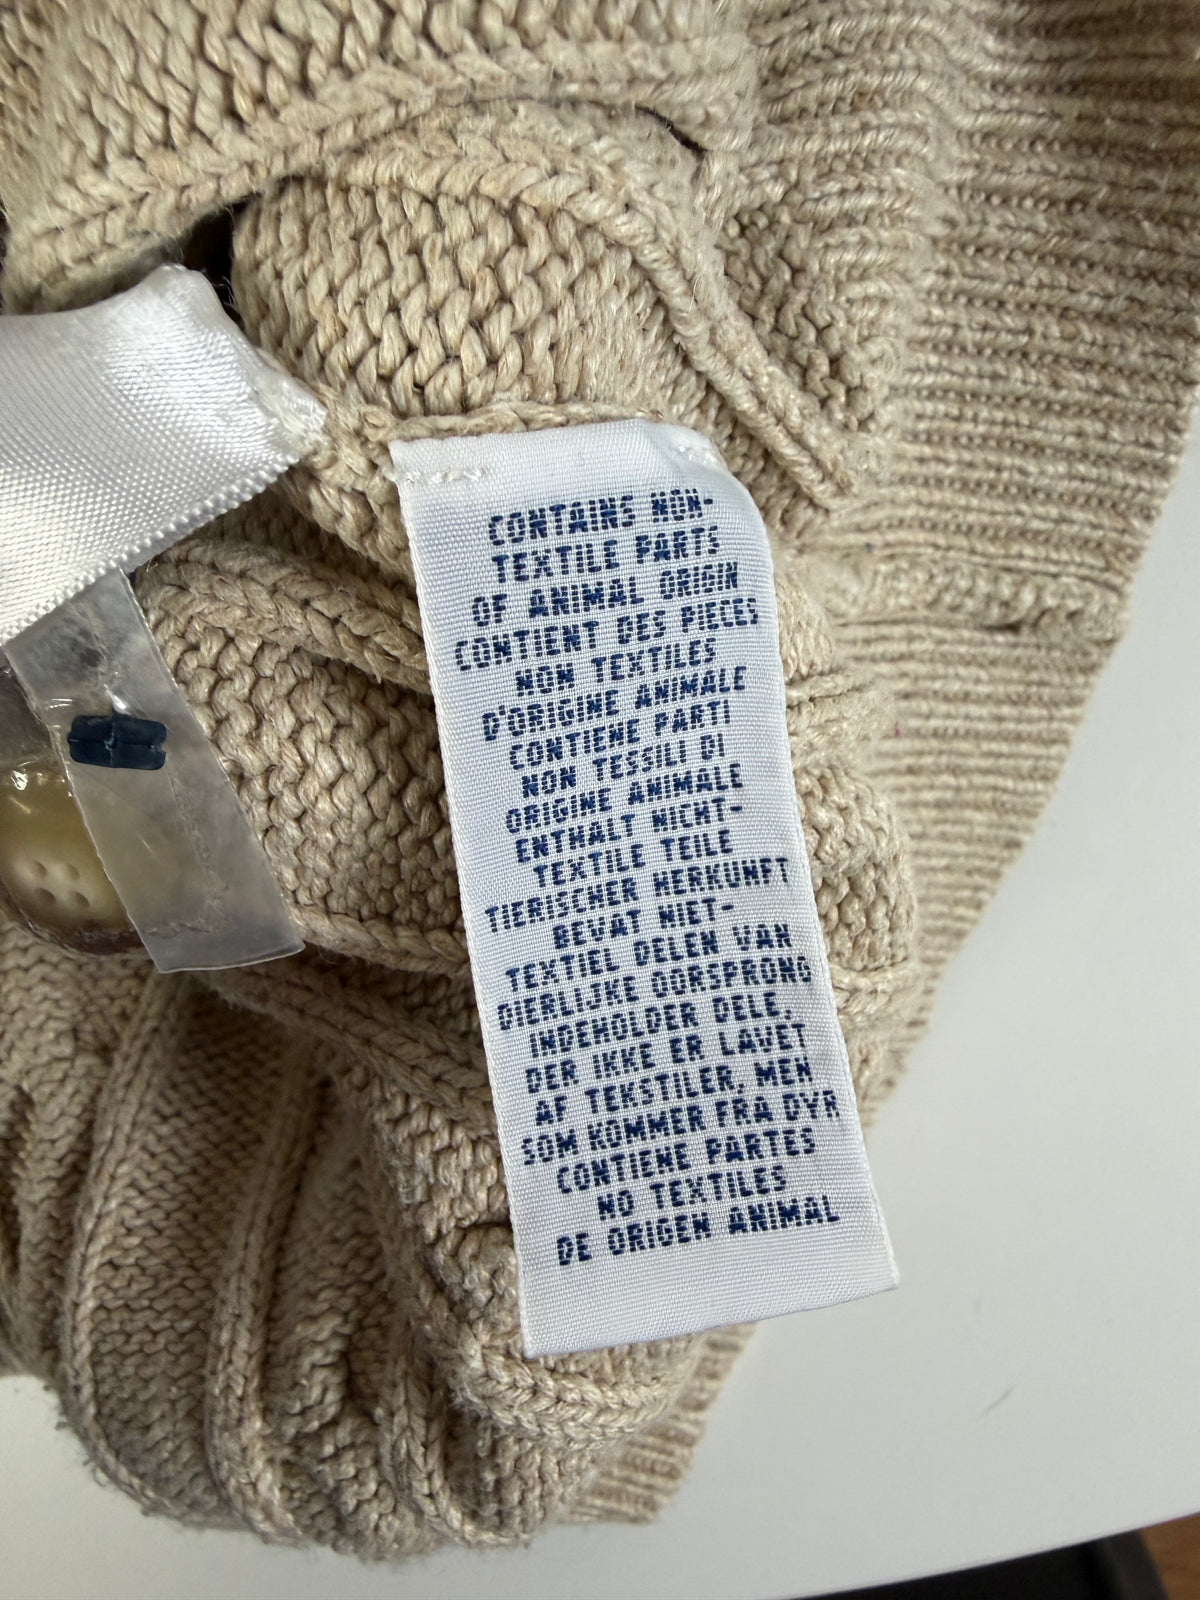 CONTAINS NON-
TEXTILE PARTS
OF ANIMAL ORIGIN
CONTIENT DES PIECES
NON TEXTILES
D'ORIGINE ANIMALE
CONTIENE PARTI
NON TESSILI DI
ORIGINE ANIMALE
ENTHALT NICHT-
TEXTILE TEILE
TIERISCHER HERKUNFT
BEVAT NIET-
TEXTIEL DELEN VAN
DIERLIJKE OORSPRONG
INDEHOLDER DELE,
DER IKKE ER LAVET
AF TEKSTILER, MEN
SOM KOMMER FRA DYR
CONTIENE PARTES
NO TEXTILES
DE ORIGEN ANIMAL